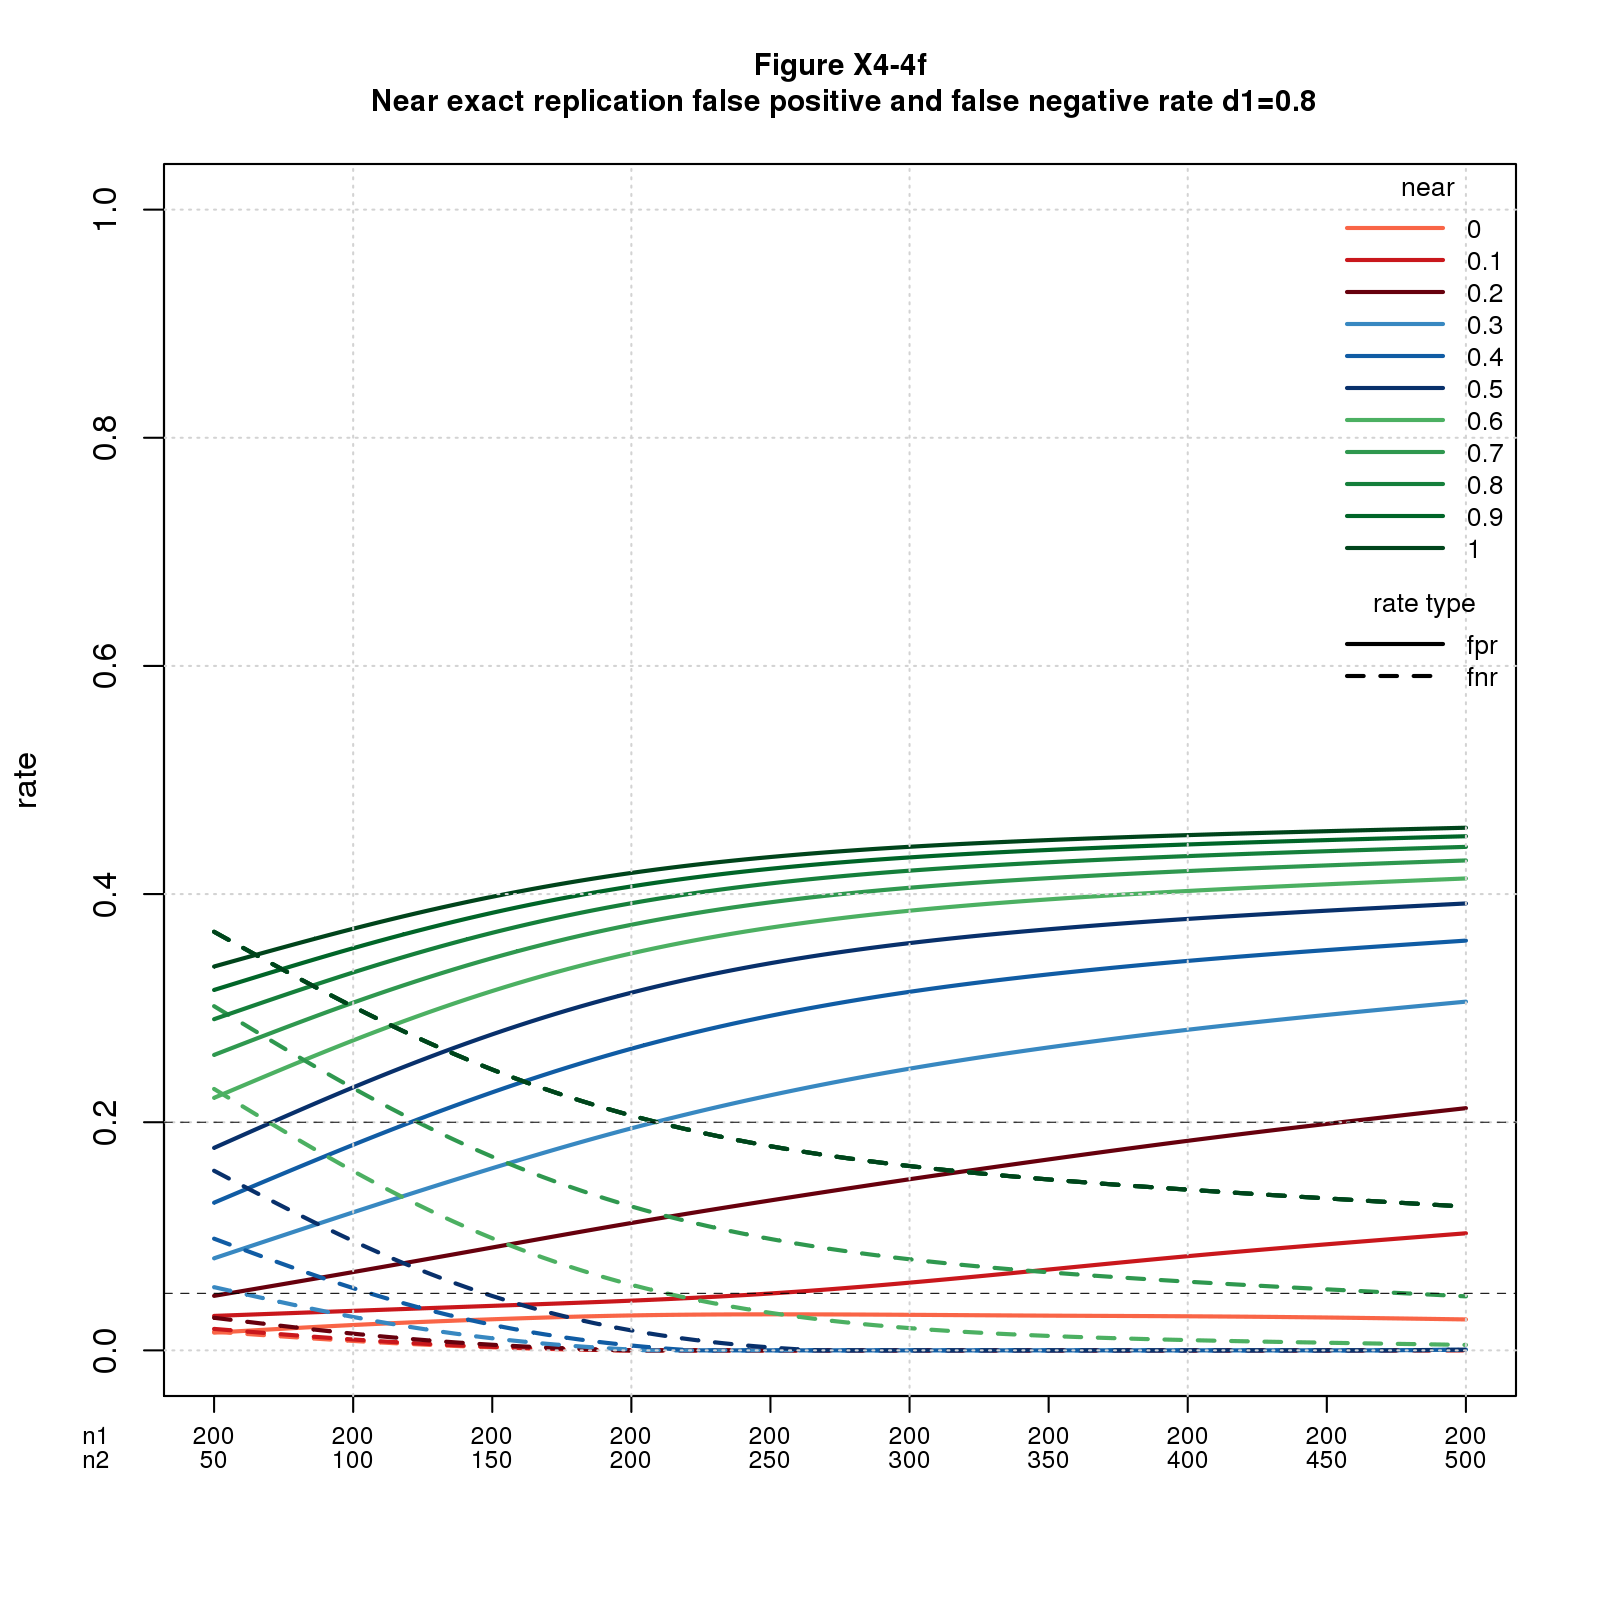 Figure X4-4f
Near exact replication false positive and false negative rate d1=0.8
near
0
0.1
0.2
0.3
0.4
0.5
0.6
0.7
0.8
0.9
1
rate type
fpr
fnr
rate
1.0
0.8
0.6
0.4
0.2
0.0
n1 200 200 200 200 200 200 200 200 200 200
n2 50 100 150 200 250 300 350 400 450 500